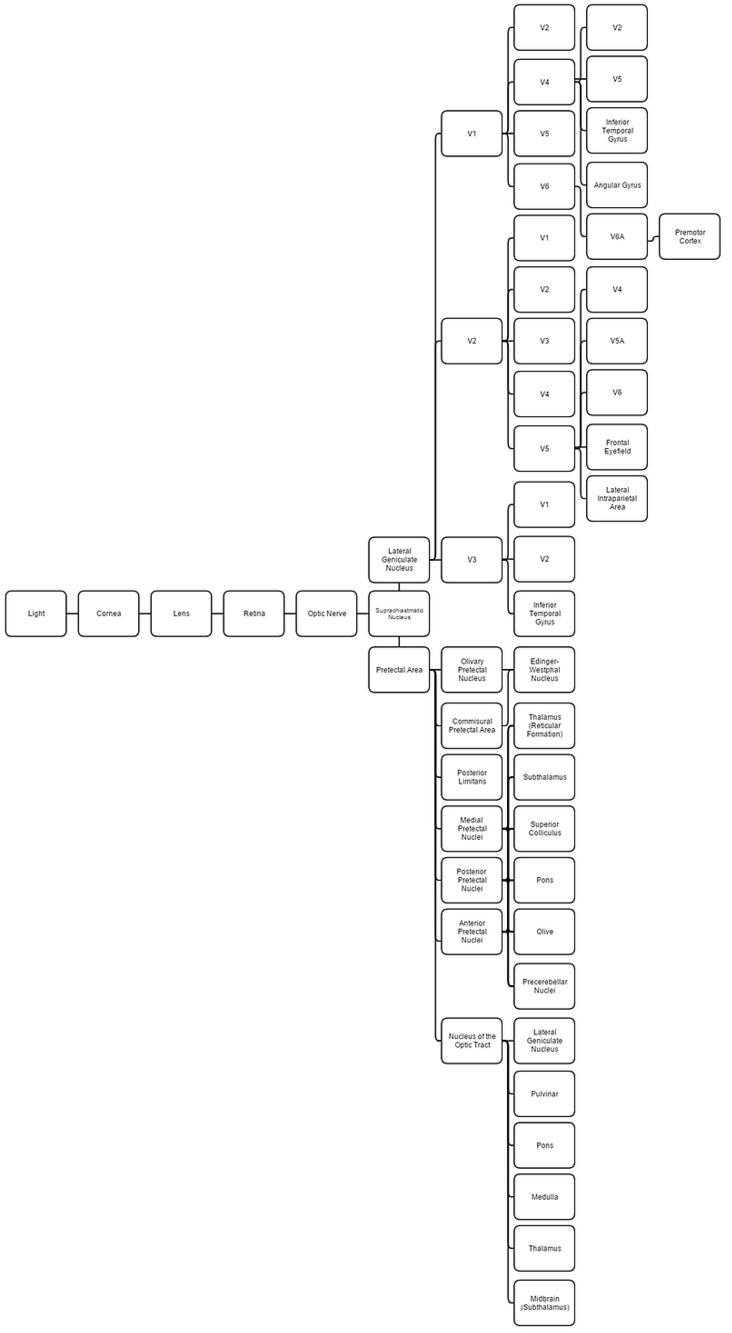 V2
V2
V4
V5
V1
V5
Inferior
Temporal
Gyrus
V6
Angular Gyrus
V1
V6A
Premotor
Cortex
V2
V4
V2
V3
V5A
V4
V6
V5
Frontal
Eyefield
Lateral
Intraparietal
Area
V1
Lateral
Geniculate
Nucleus
V3
V2
Light
Cornea
Lens
Retina
Optic Nerve
Suprachiastmatic
Nucleus
Inferior
Temporal
Gyrus
Pretectal Area
Olivary
Pretectal
Nucleus
Edinger-
Westphal
Nucleus
Commisural
Pretectal Area
Thalamus
(Reticular
Formation)
Posterior
Limitans
Subthalamus
Medial
Pretectal
Nuclei
Superior
Colliculus
Posterior
Pretectal
Nuclei
Pons
Anterior
Pretectal
Nuclei
Olive
Precerebellar
Nuclei
Nucleus of the
Optic Tract
Lateral
Geniculate
Nucleus
Pulvinar
Pons
Medulla
Thalamus
Midbrain
(Subthalamus)